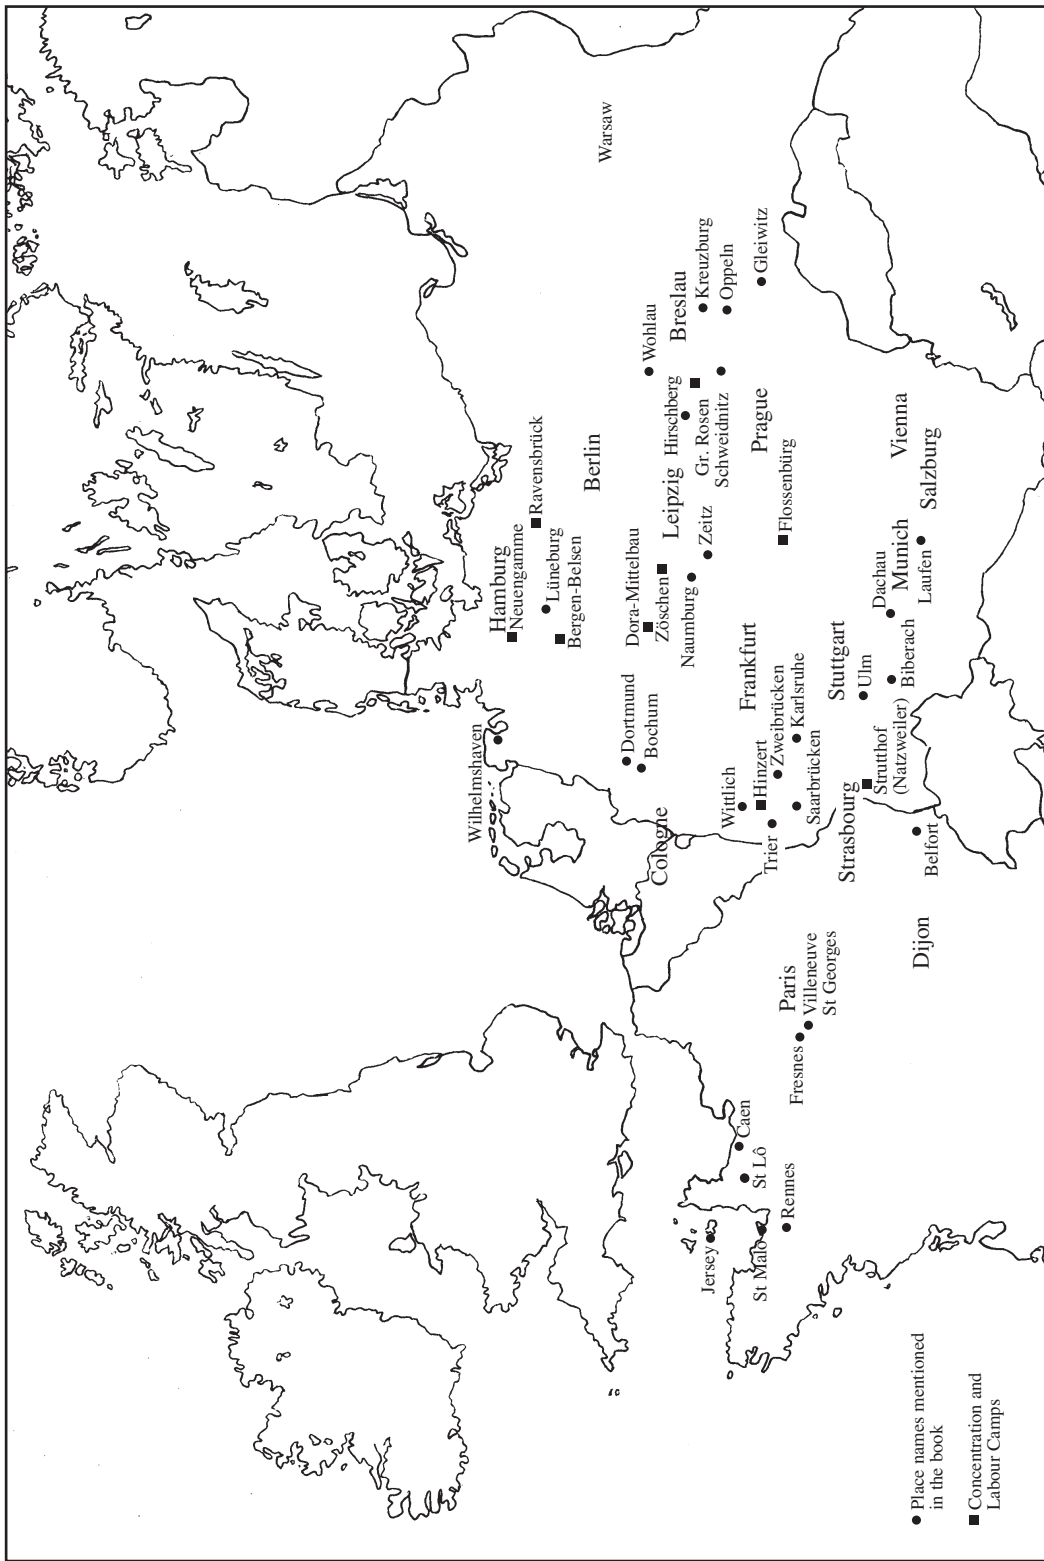 Warsaw
Wilhelmshaven
Hamburg
Neuengamme
Ravensbrück
Lüneburg
Bergen-Belsen
Berlin
Dortmund
Bochum
Dora-Mittelbau
Zöschen
Leipzig
Naumburg
Zeitz
Wohlau
Breslau
Hirschberg
Gr. Rosen
Schweidnitz
Kreuzburg
Oppeln
Gleiwitz
Cologne
Wittlich
Hinzert
Trier
Zweibrücken
Saarbrücken
Karlsruhe
Frankfurt
Prague
Flossenbürg
Jersey
St Malo
Rennes
St Lô
Caen
Fresnes
Paris
Villeneuve
St Georges
Strasbourg
Strutthof
(Natzweiler)
Stuttgart
Ulm
Biberach
Dachau
Munich
Laufen
Salzburg
Vienna
Belfort
Dijon
Place names mentioned
in the book
Concentration and
Labour Camps